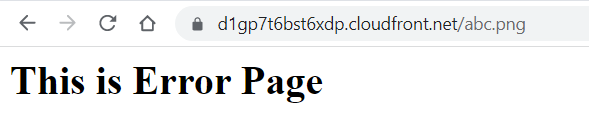 d1gp7t6bst6xdp.cloudfront.net/abc.png
This is Error Page